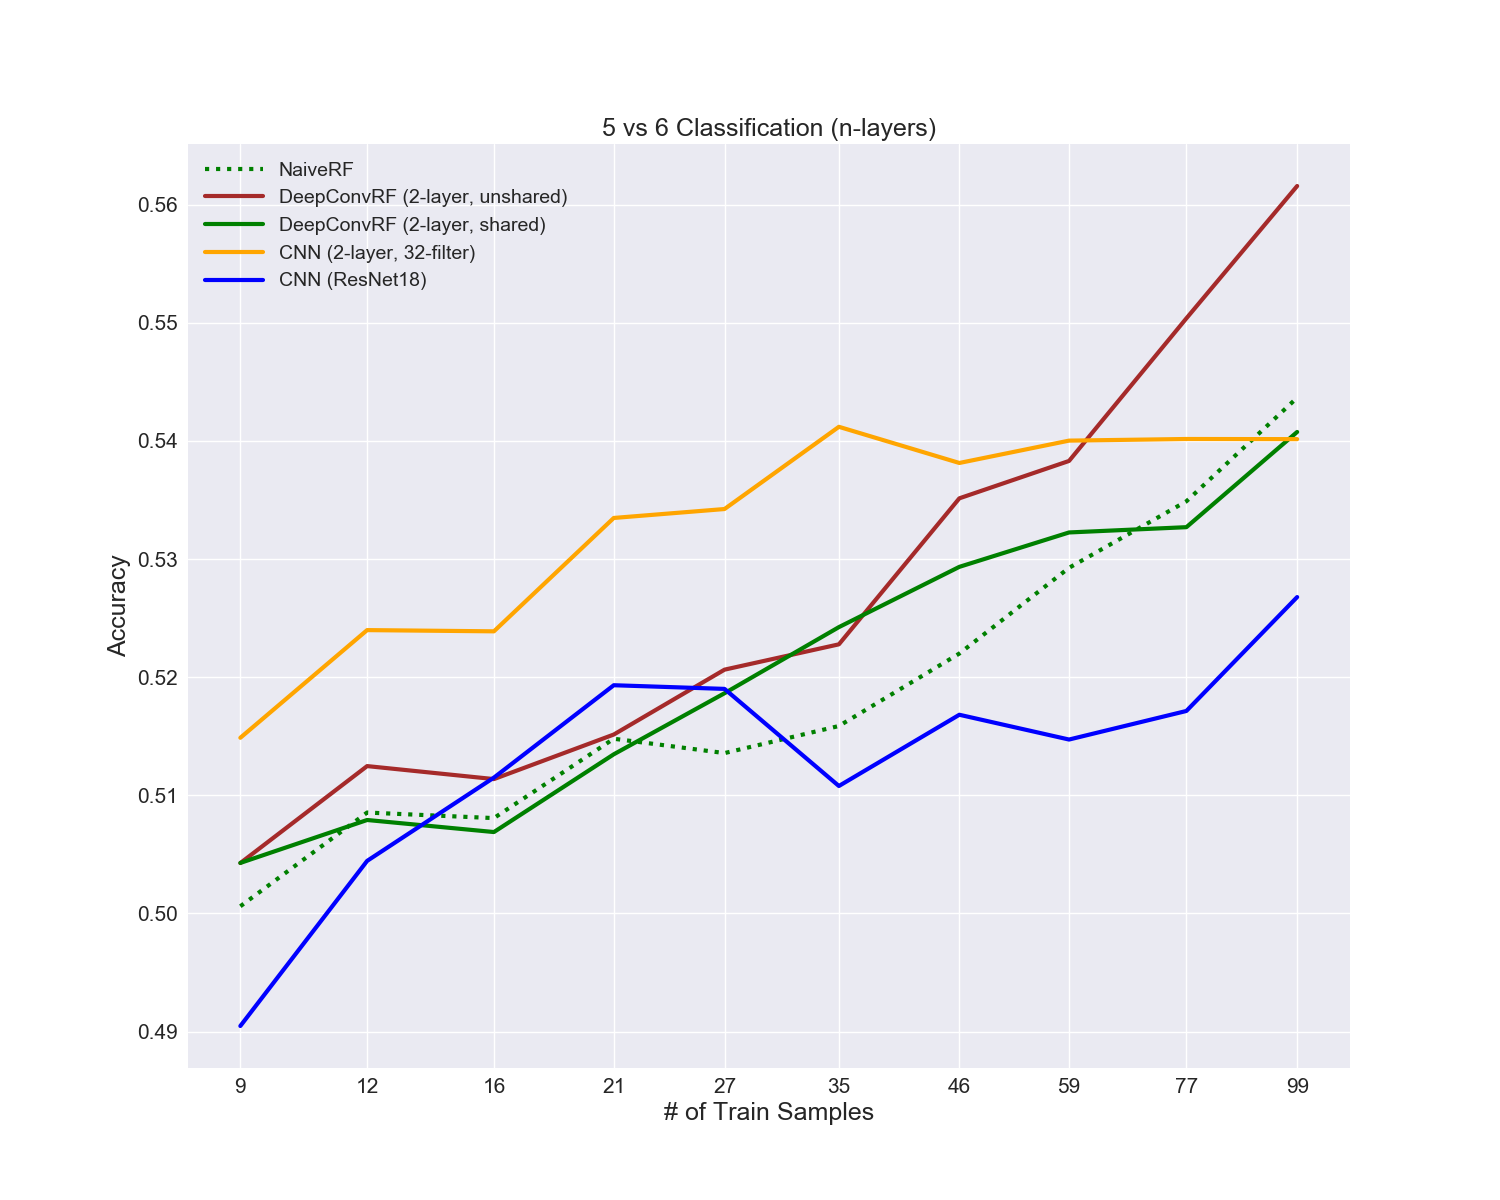 5 vs 6 Classification (n-layers)
NaiveRF
DeepConvRF (2-layer, unshared)
DeepConvRF (2-layer, shared)
CNN (2-layer, 32-filter)
CNN (ResNet18)
0.56
0.55
0.54
0.53
0.52
0.51
0.50
0.49
Accuracy
9 12 16 21 27 35 46 59 77 99
# of Train Samples